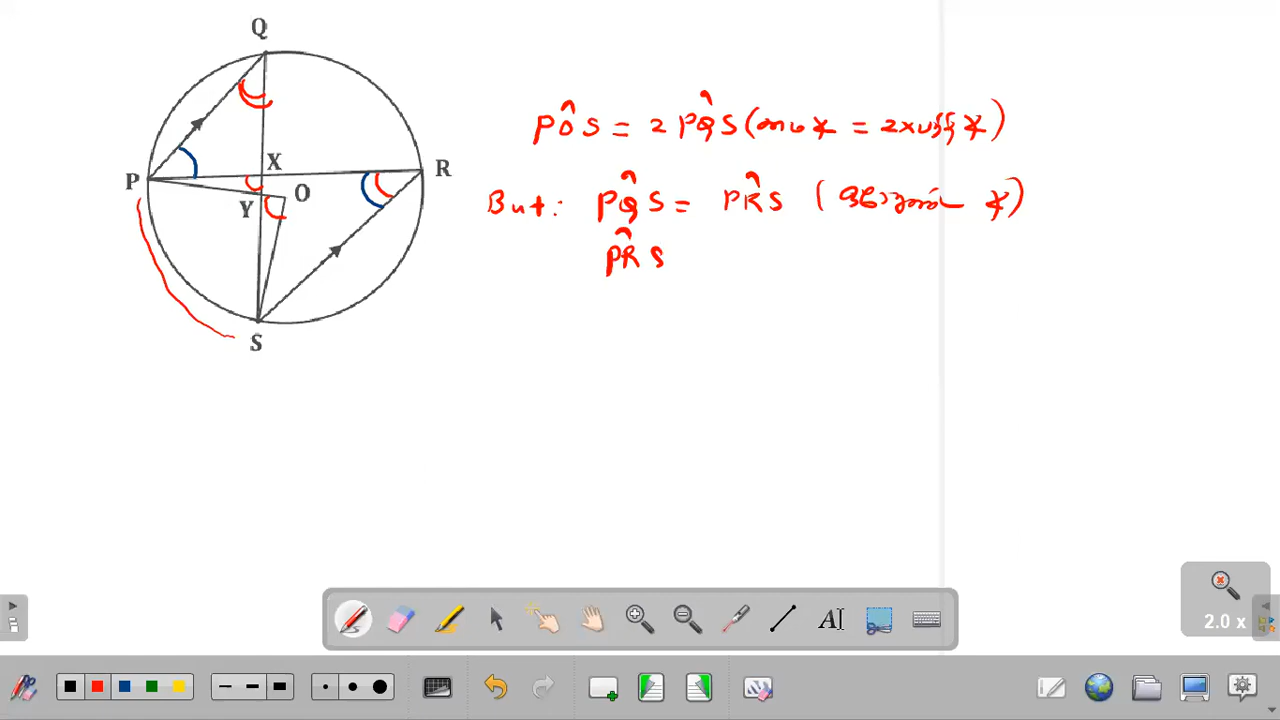 Q
X
P
R
O
Y
S
PÔS = 2 PQ̂S (
But: PQ̂S = PR̂S (
PR̂S
AI
2.0 x